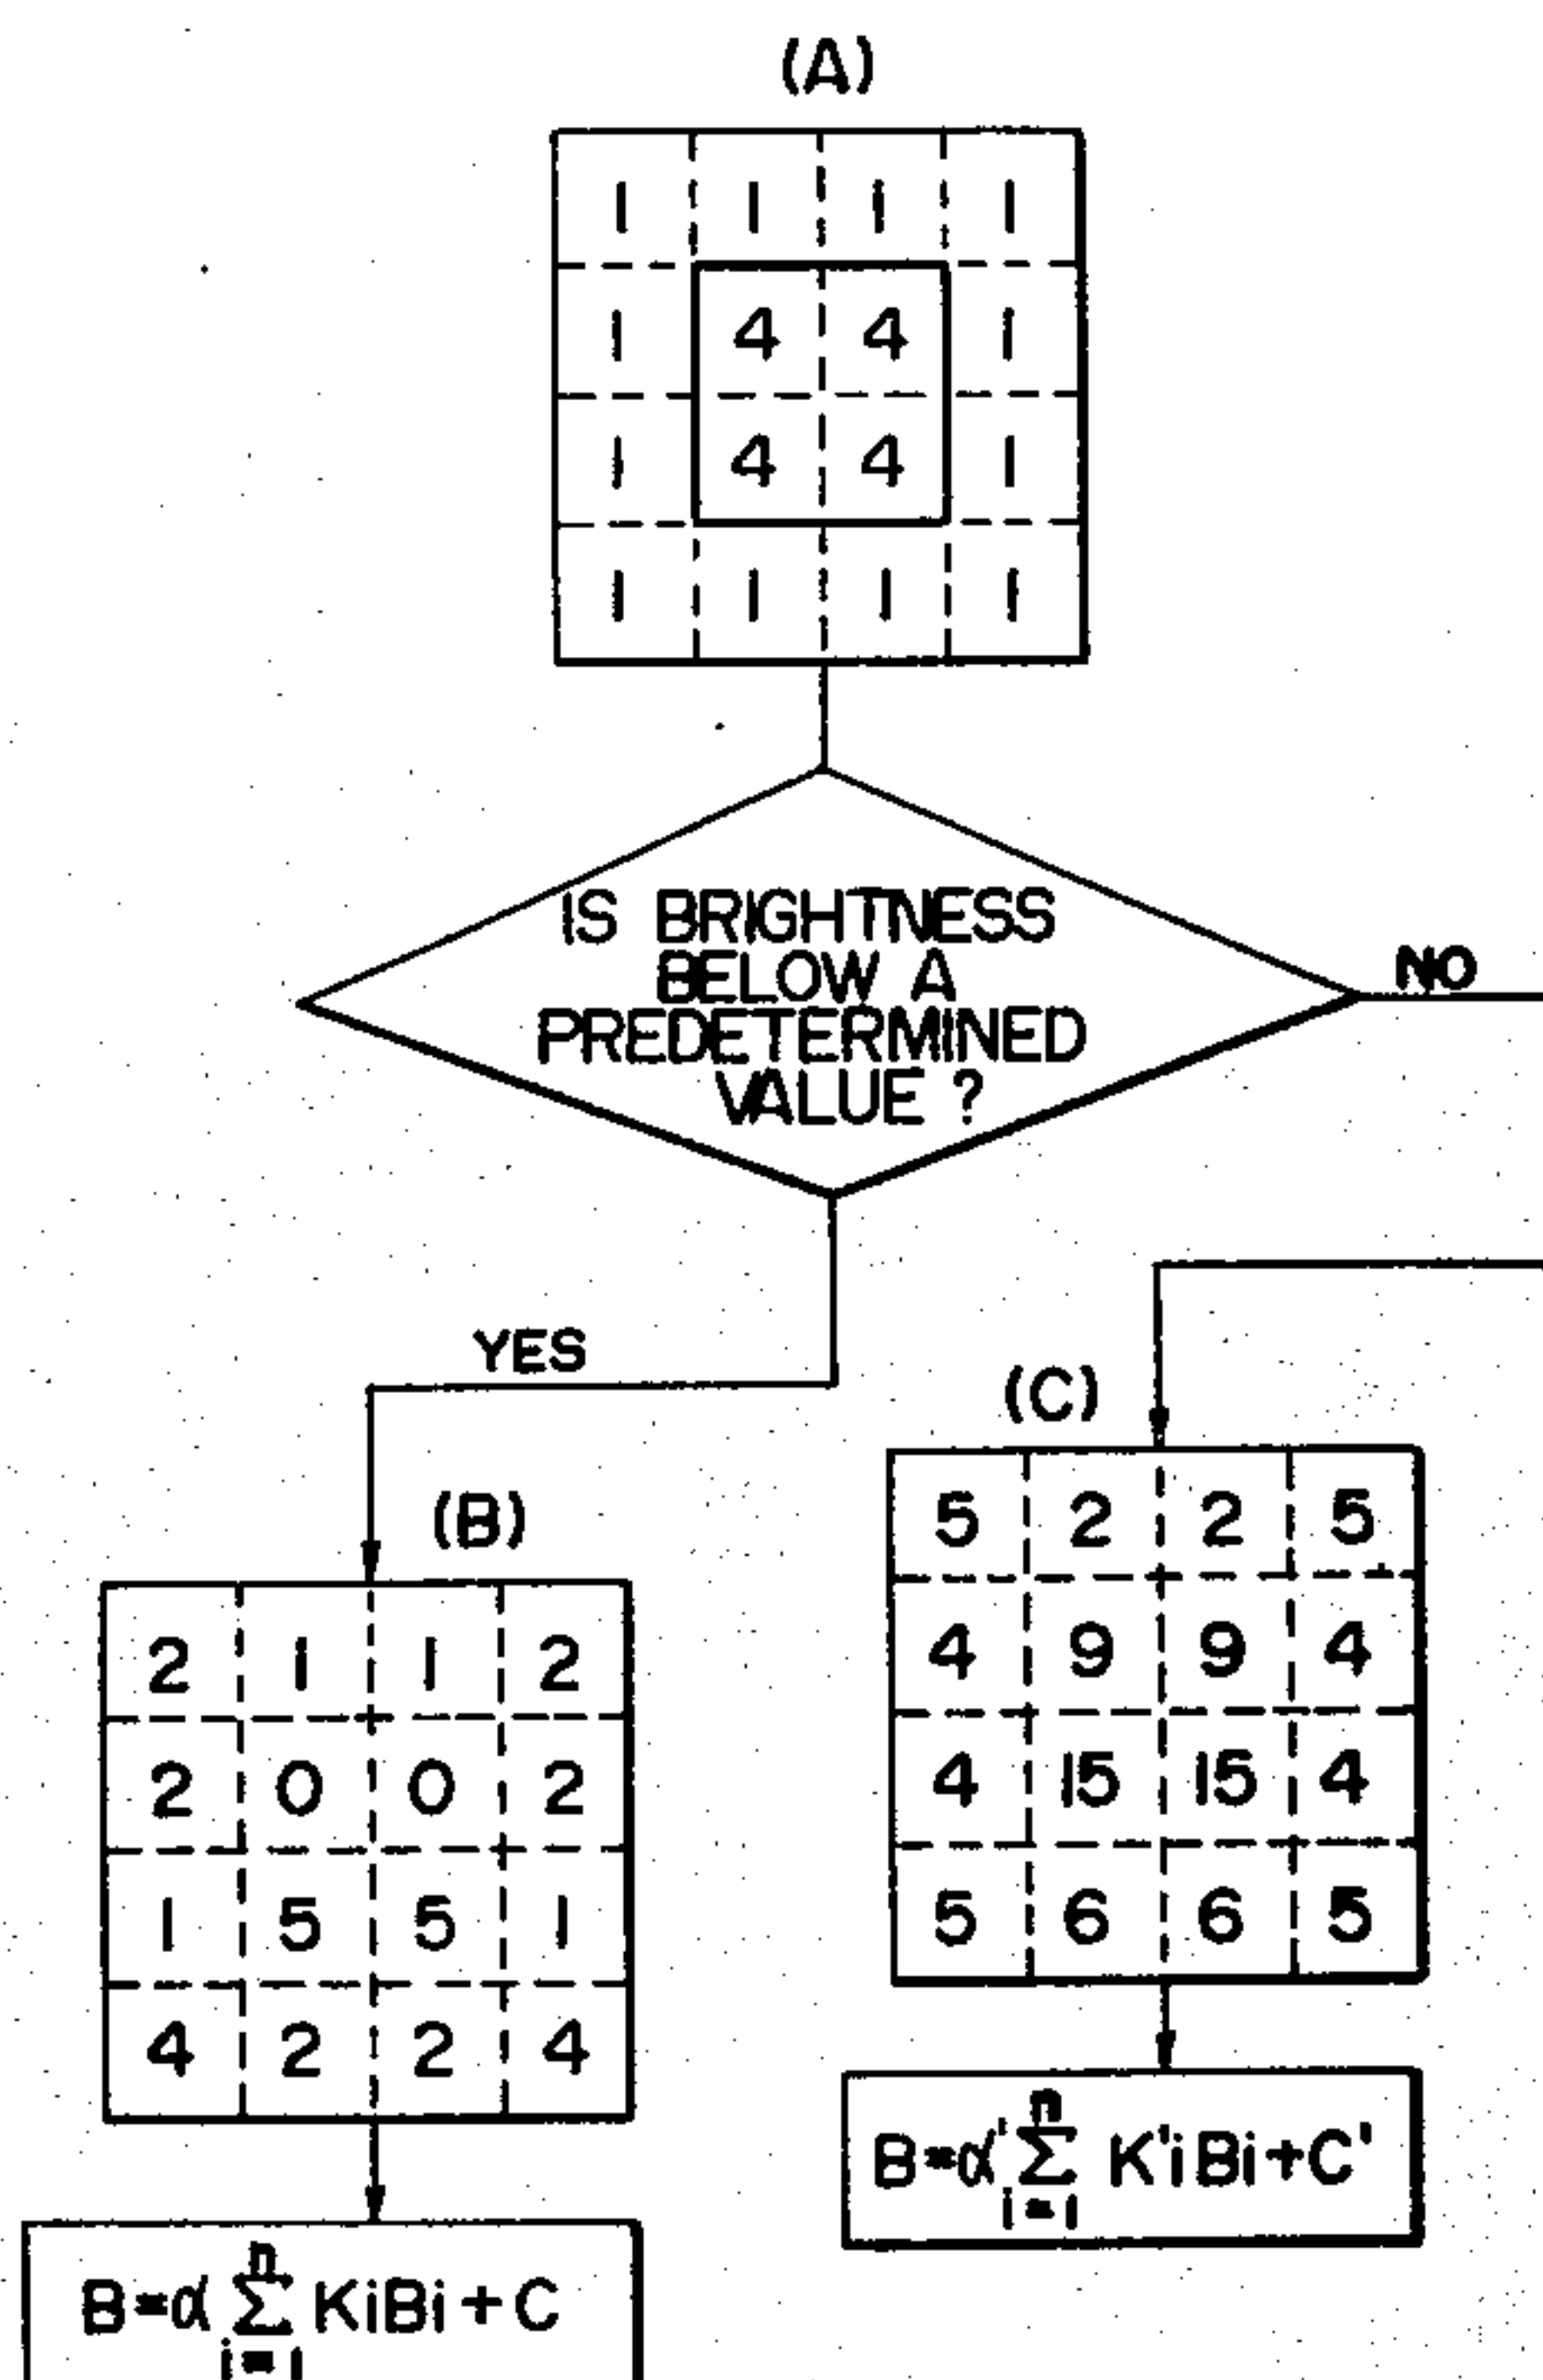 (A)
1 1 1 1
1 4 4 1
1 4 4 1
1 1 1 1
IS BRIGHTNESS
BELOW A
PREDETERMINED
VALUE ?
NO
YES
(B)
2 1 1 2
2 0 0 2
1 5 5 1
4 2 2 4
B=α Σ KiBi+C
n
i=1
(C)
5 2 2 5
4 9 9 4
4 15 15 4
5 6 6 5
B=α' Σ K'iBi+C'
n
i=1